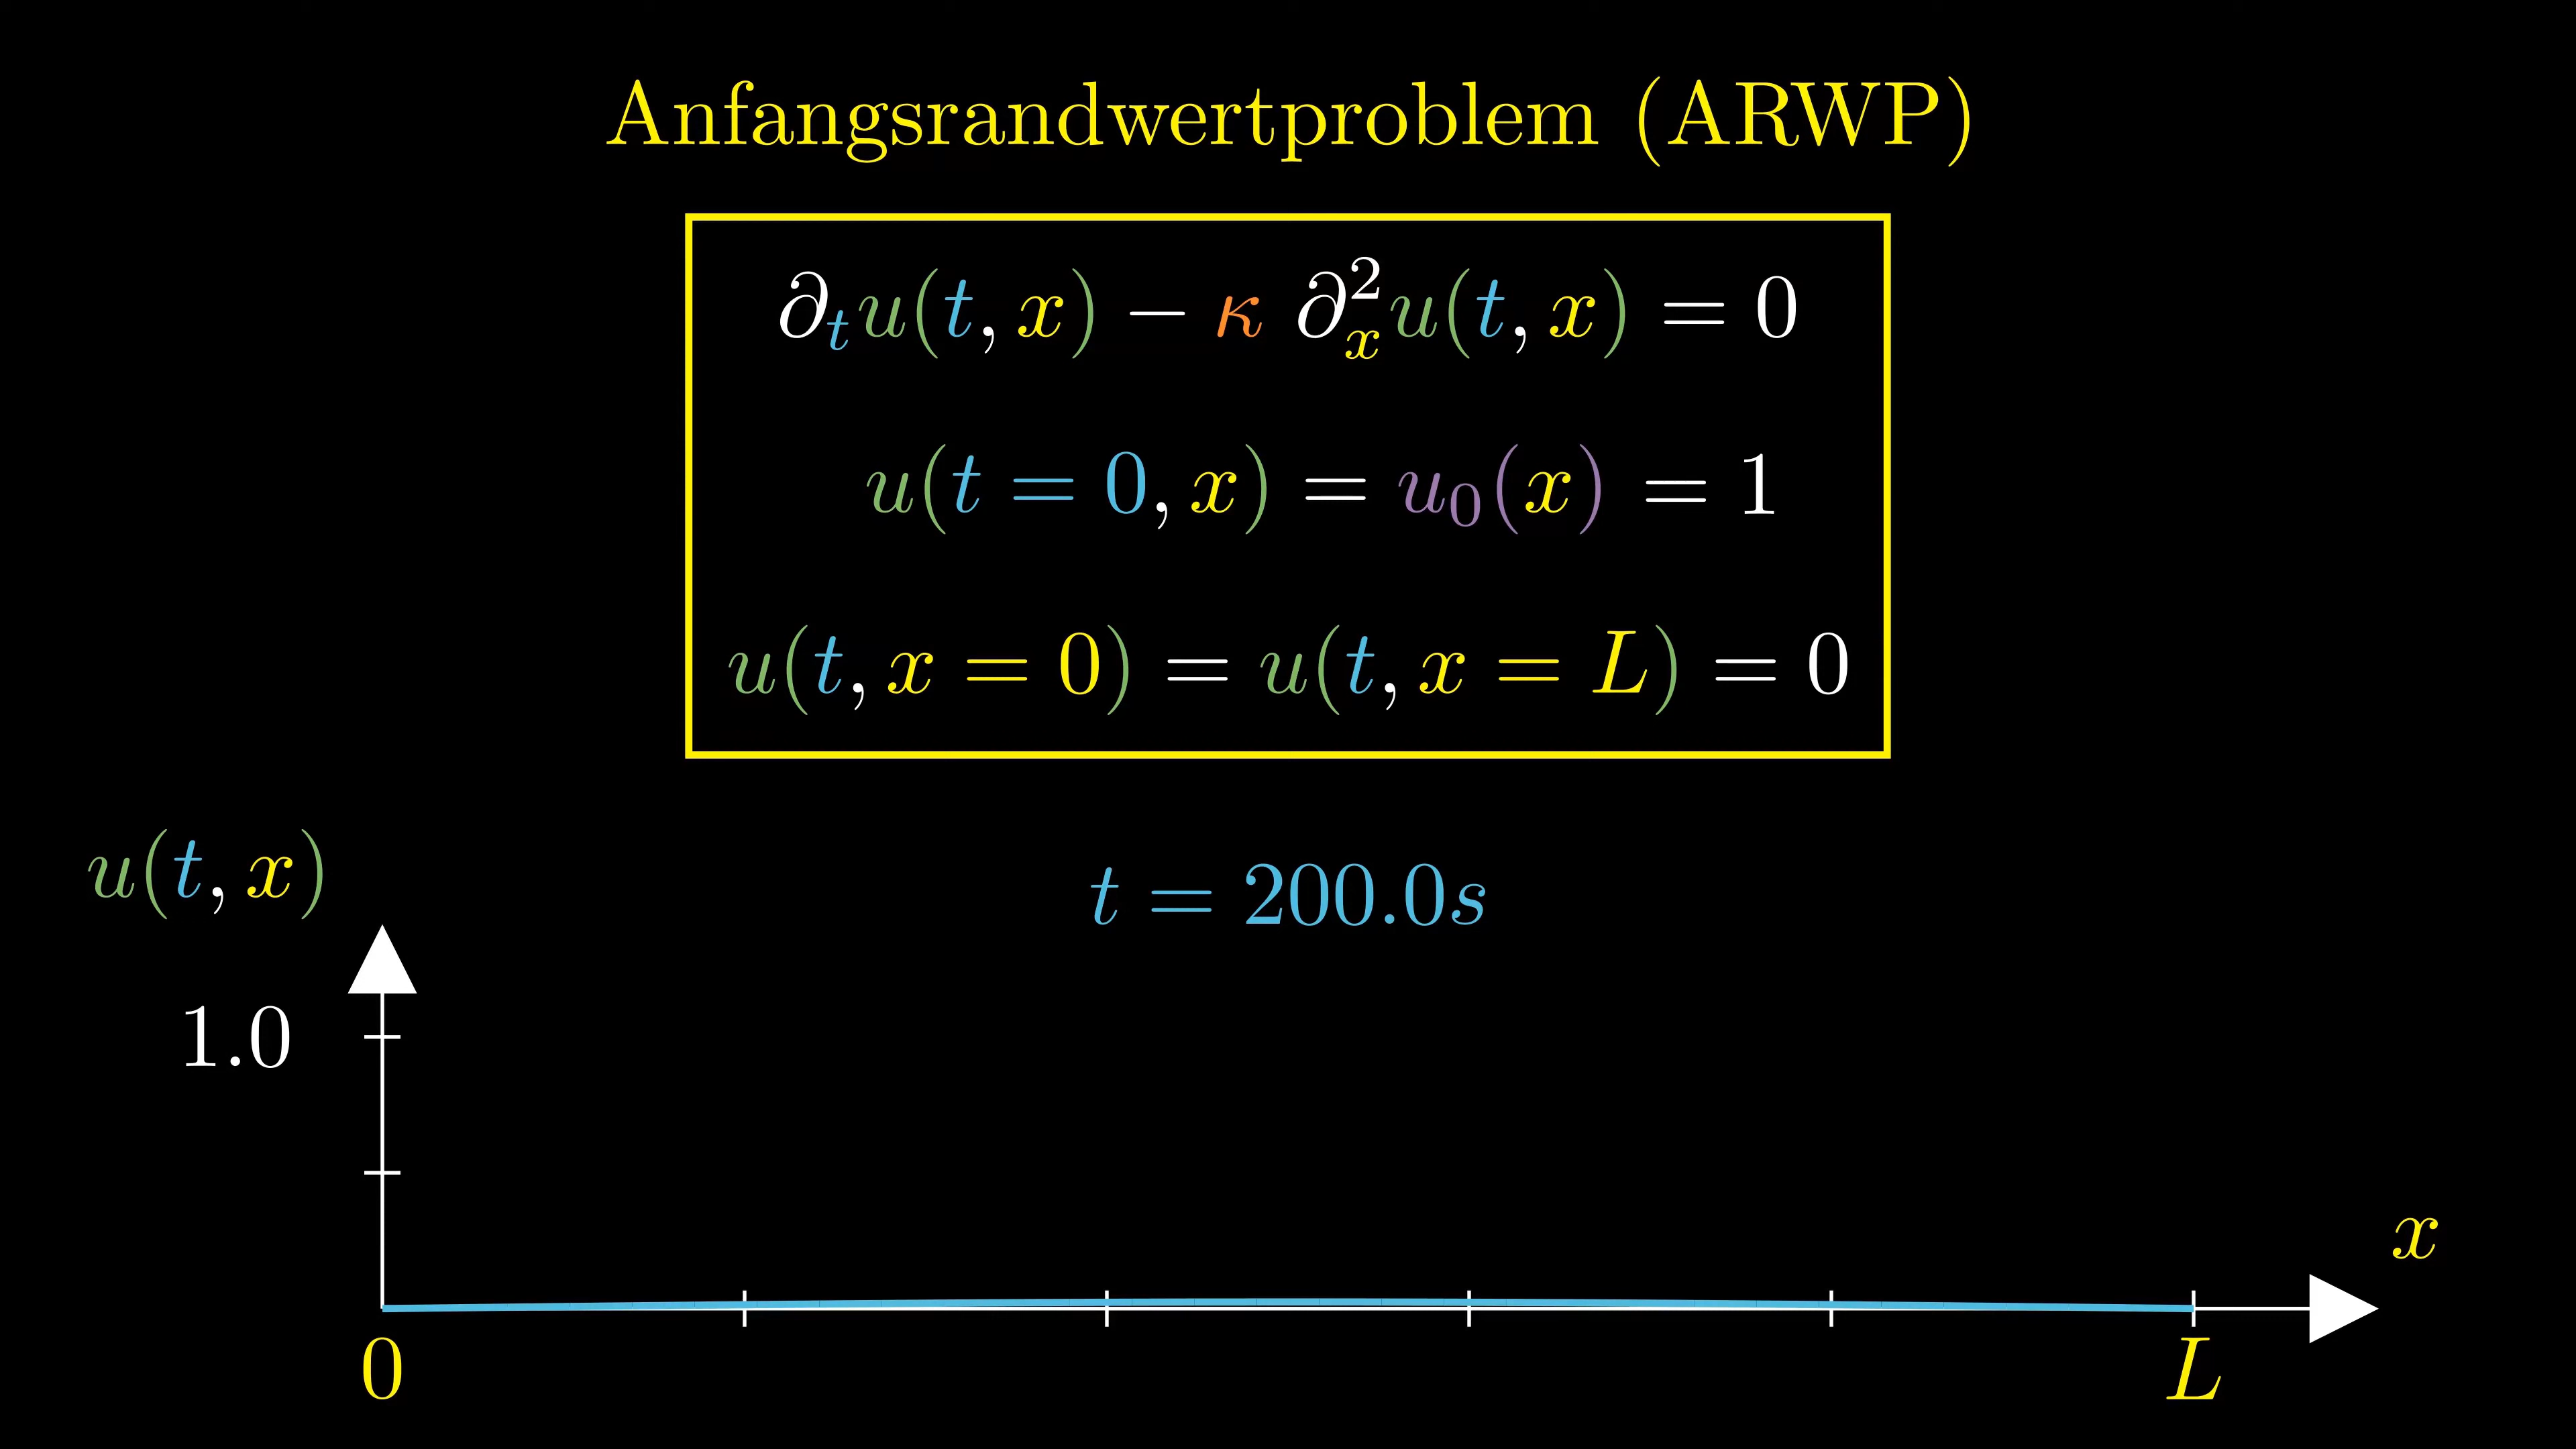 Anfangsrandwertproblem (ARWP)
∂ₜu(t, x) − κ ∂ₓ²u(t, x) = 0
u(t = 0, x) = u₀(x) = 1
u(t, x = 0) = u(t, x = L) = 0
u(t, x)
t = 200.0s
1.0
x
0
L